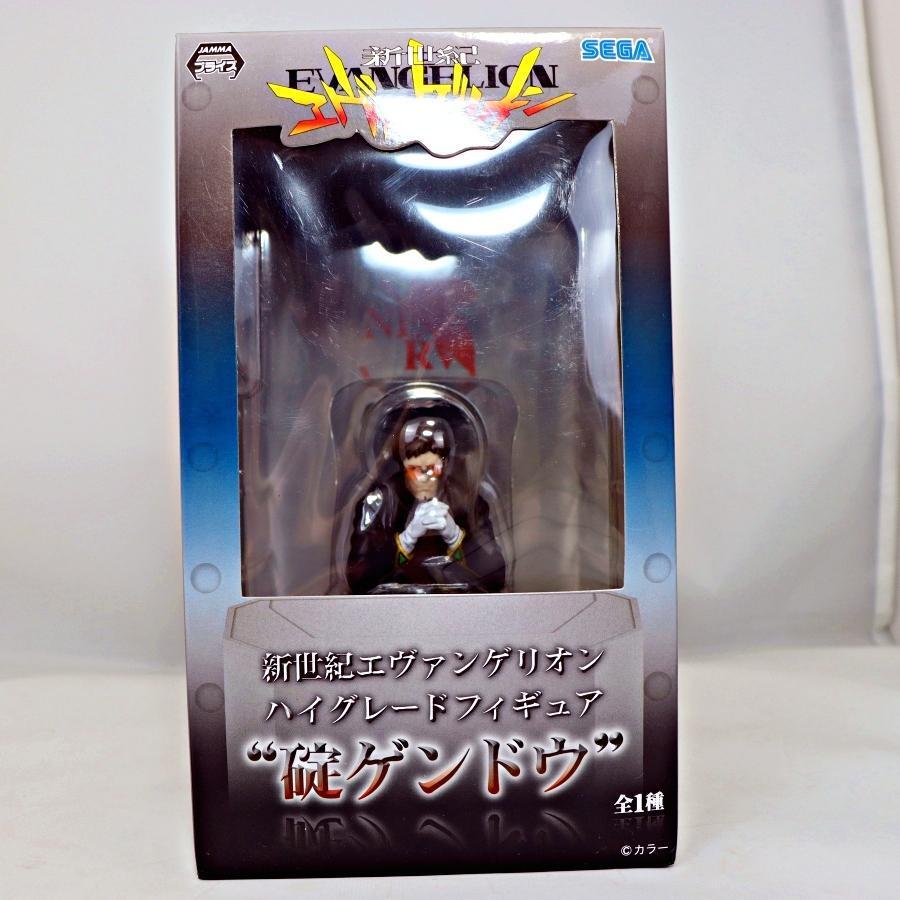 JAMMA
プライズ
SEGA
新世紀
EVANGELION
エヴァンゲリオン
NERV
新世紀エヴァンゲリオン
ハイグレードフィギュア
“碇ゲンドウ”
全1種
©カラー